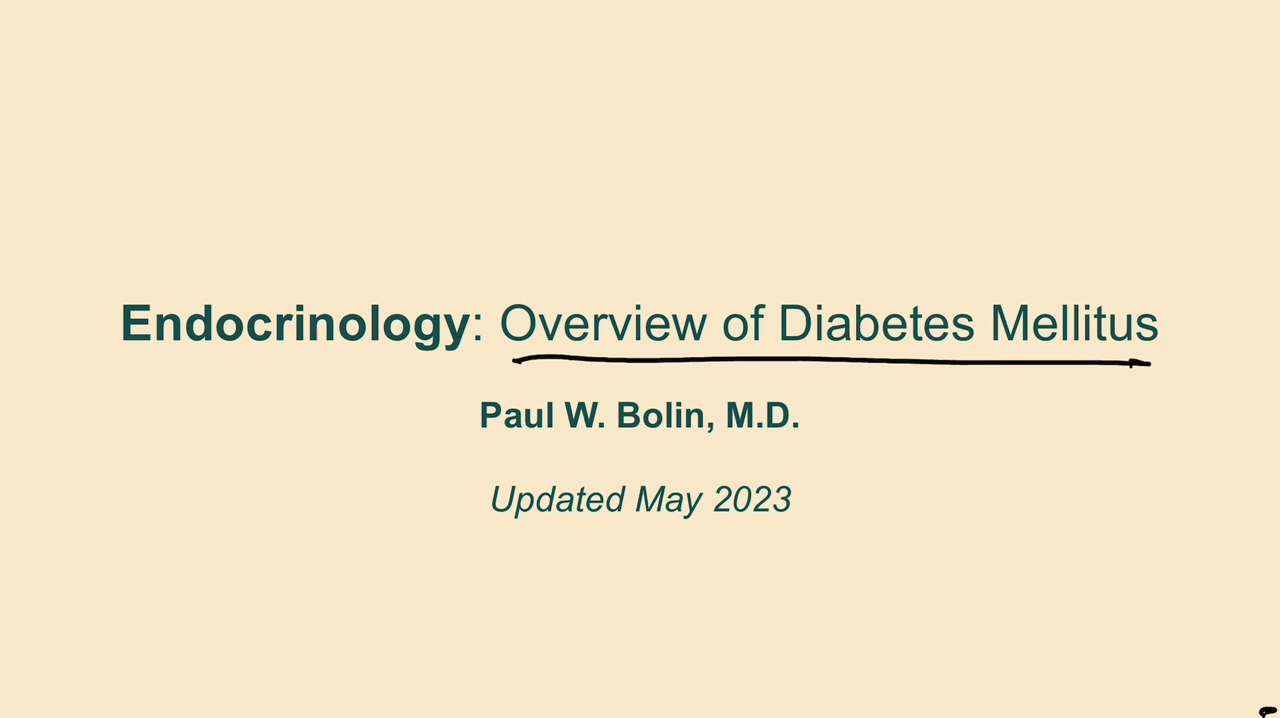 Endocrinology: Overview of Diabetes Mellitus
Paul W. Bolin, M.D.
Updated May 2023